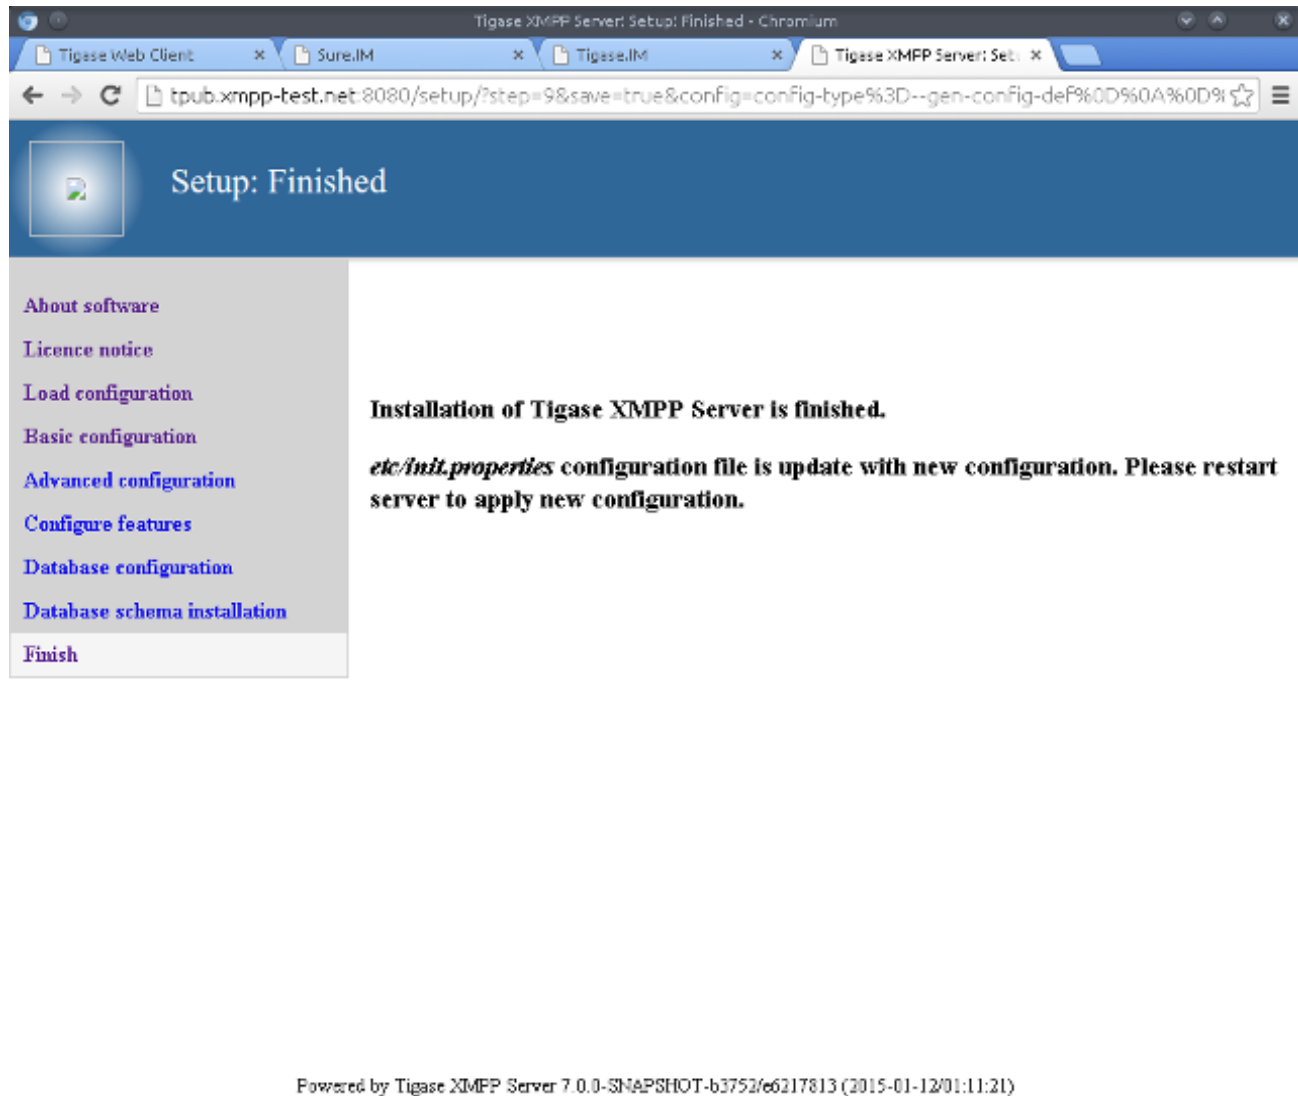 Tigase XMPP Server: Setup: Finished - Chromium
Tigase Web Client
Sure.IM
Tigase.IM
Tigase XMPP Server: Set
tpub.xmpp-test.net:8080/setup/?step=9&save=true&config=config-type%3D--gen-config-def%0D%0A%0D%
Setup: Finished
About software
Licence notice
Load configuration
Basic configuration
Advanced configuration
Configure features
Database configuration
Database schema installation
Finish
Installation of Tigase XMPP Server is finished.
etc/init.properties configuration file is update with new configuration. Please restart
server to apply new configuration.
Powered by Tigase XMPP Server 7.0.0-SNAPSHOT-b3752/e6217813 (2015-01-12/01:11:21)